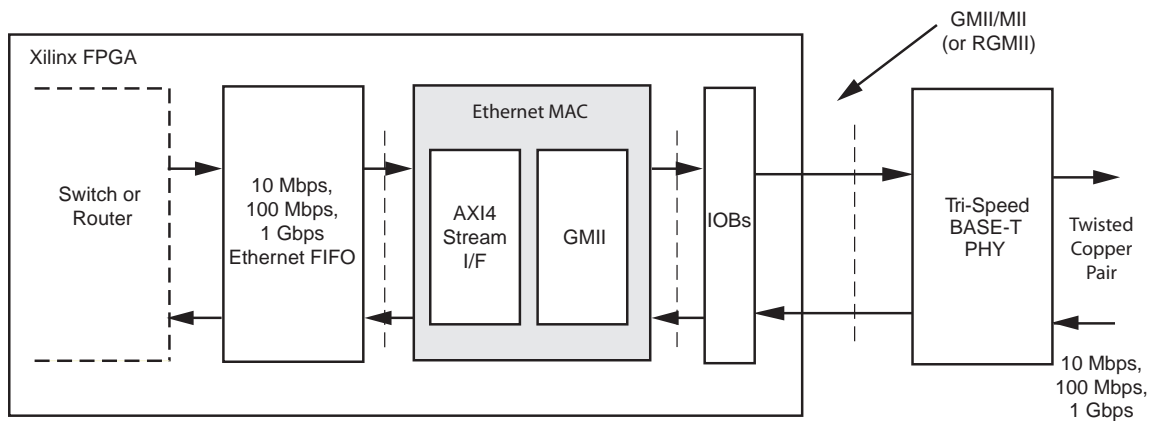 GMII/MII
(or RGMII)
Xilinx FPGA
Switch or
Router
10 Mbps,
100 Mbps,
1 Gbps
Ethernet FIFO
Ethernet MAC
AXI4
Stream
I/F
GMII
IOBs
Tri-Speed
BASE-T
PHY
Twisted
Copper
Pair
10 Mbps,
100 Mbps,
1 Gbps